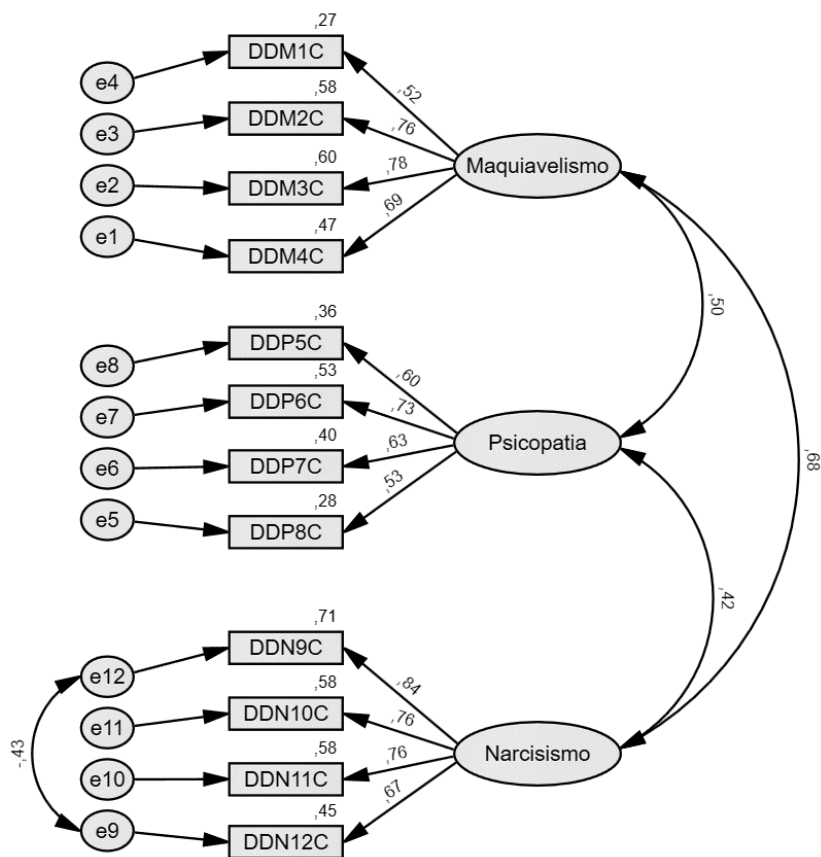 ,27
e4
DDM1C
,52
,58
e3
DDM2C
,76
,60
e2
DDM3C
,78
Maquiavelismo
,47
e1
DDM4C
,69
,50
,36
e8
DDP5C
,60
,53
e7
DDP6C
,73
,40
e6
DDP7C
,63
Psicopatia
,28
e5
DDP8C
,53
,68
,42
,71
e12
DDN9C
,84
,58
e11
DDN10C
,76
-,43
,58
e10
DDN11C
,76
Narcisismo
,45
e9
DDN12C
,67